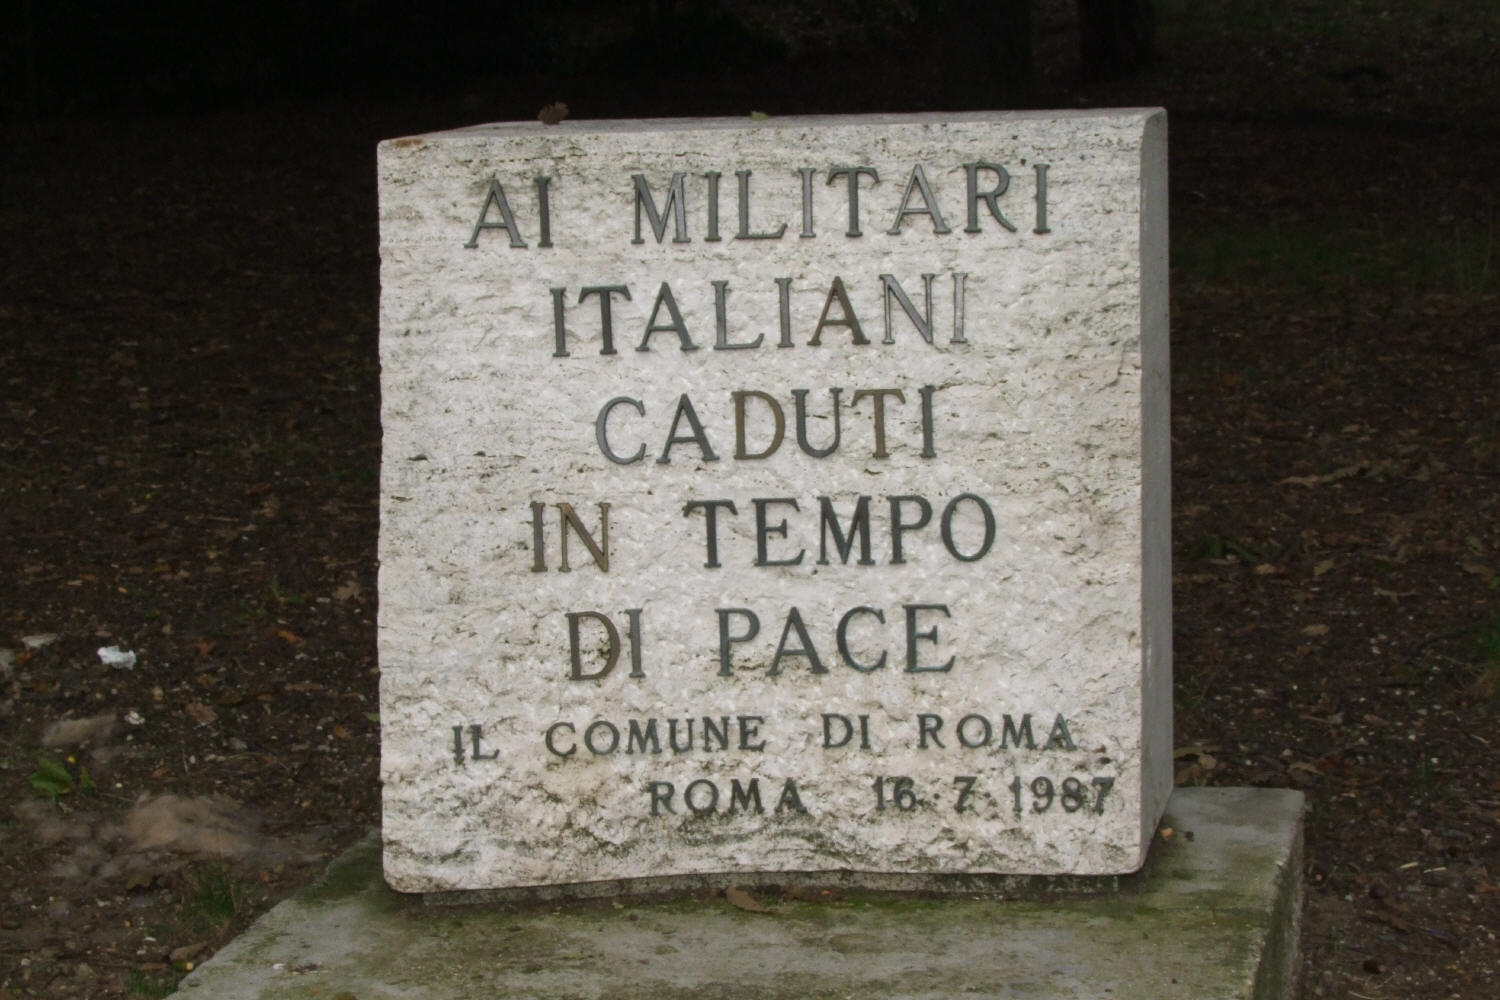 AI MILITARI
ITALIANI
CADUTI
IN TEMPO
DI PACE
IL COMUNE DI ROMA
ROMA 16·7·1987